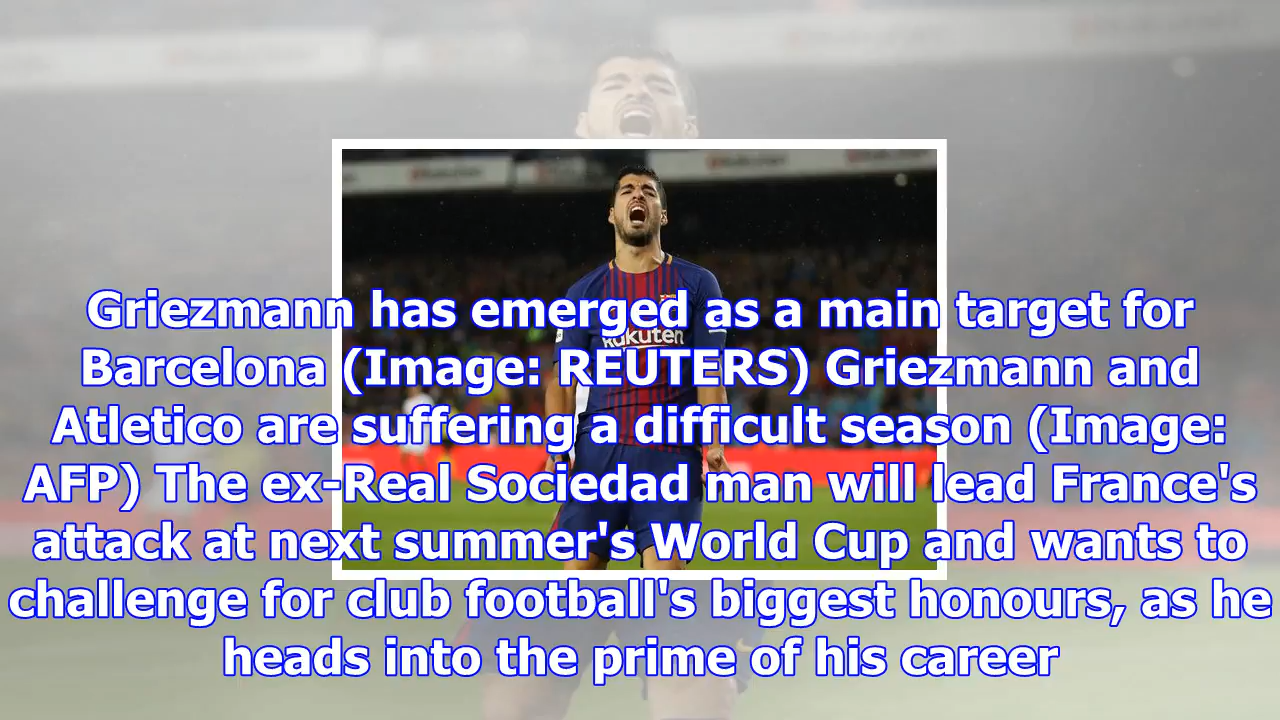 Griezmann has emerged as a main target for
Barcelona (Image: REUTERS) Griezmann and
Atletico are suffering a difficult season (Image:
AFP) The ex-Real Sociedad man will lead France's
attack at next summer's World Cup and wants to
challenge for club football's biggest honours, as he
heads into the prime of his career
Rakuten